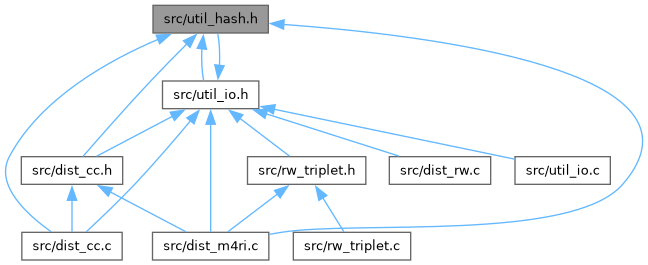 src/util_hash.h
src/util_io.h
src/dist_cc.h
src/rw_triplet.h
src/dist_rw.c
src/util_io.c
src/dist_cc.c
src/dist_m4ri.c
src/rw_triplet.c